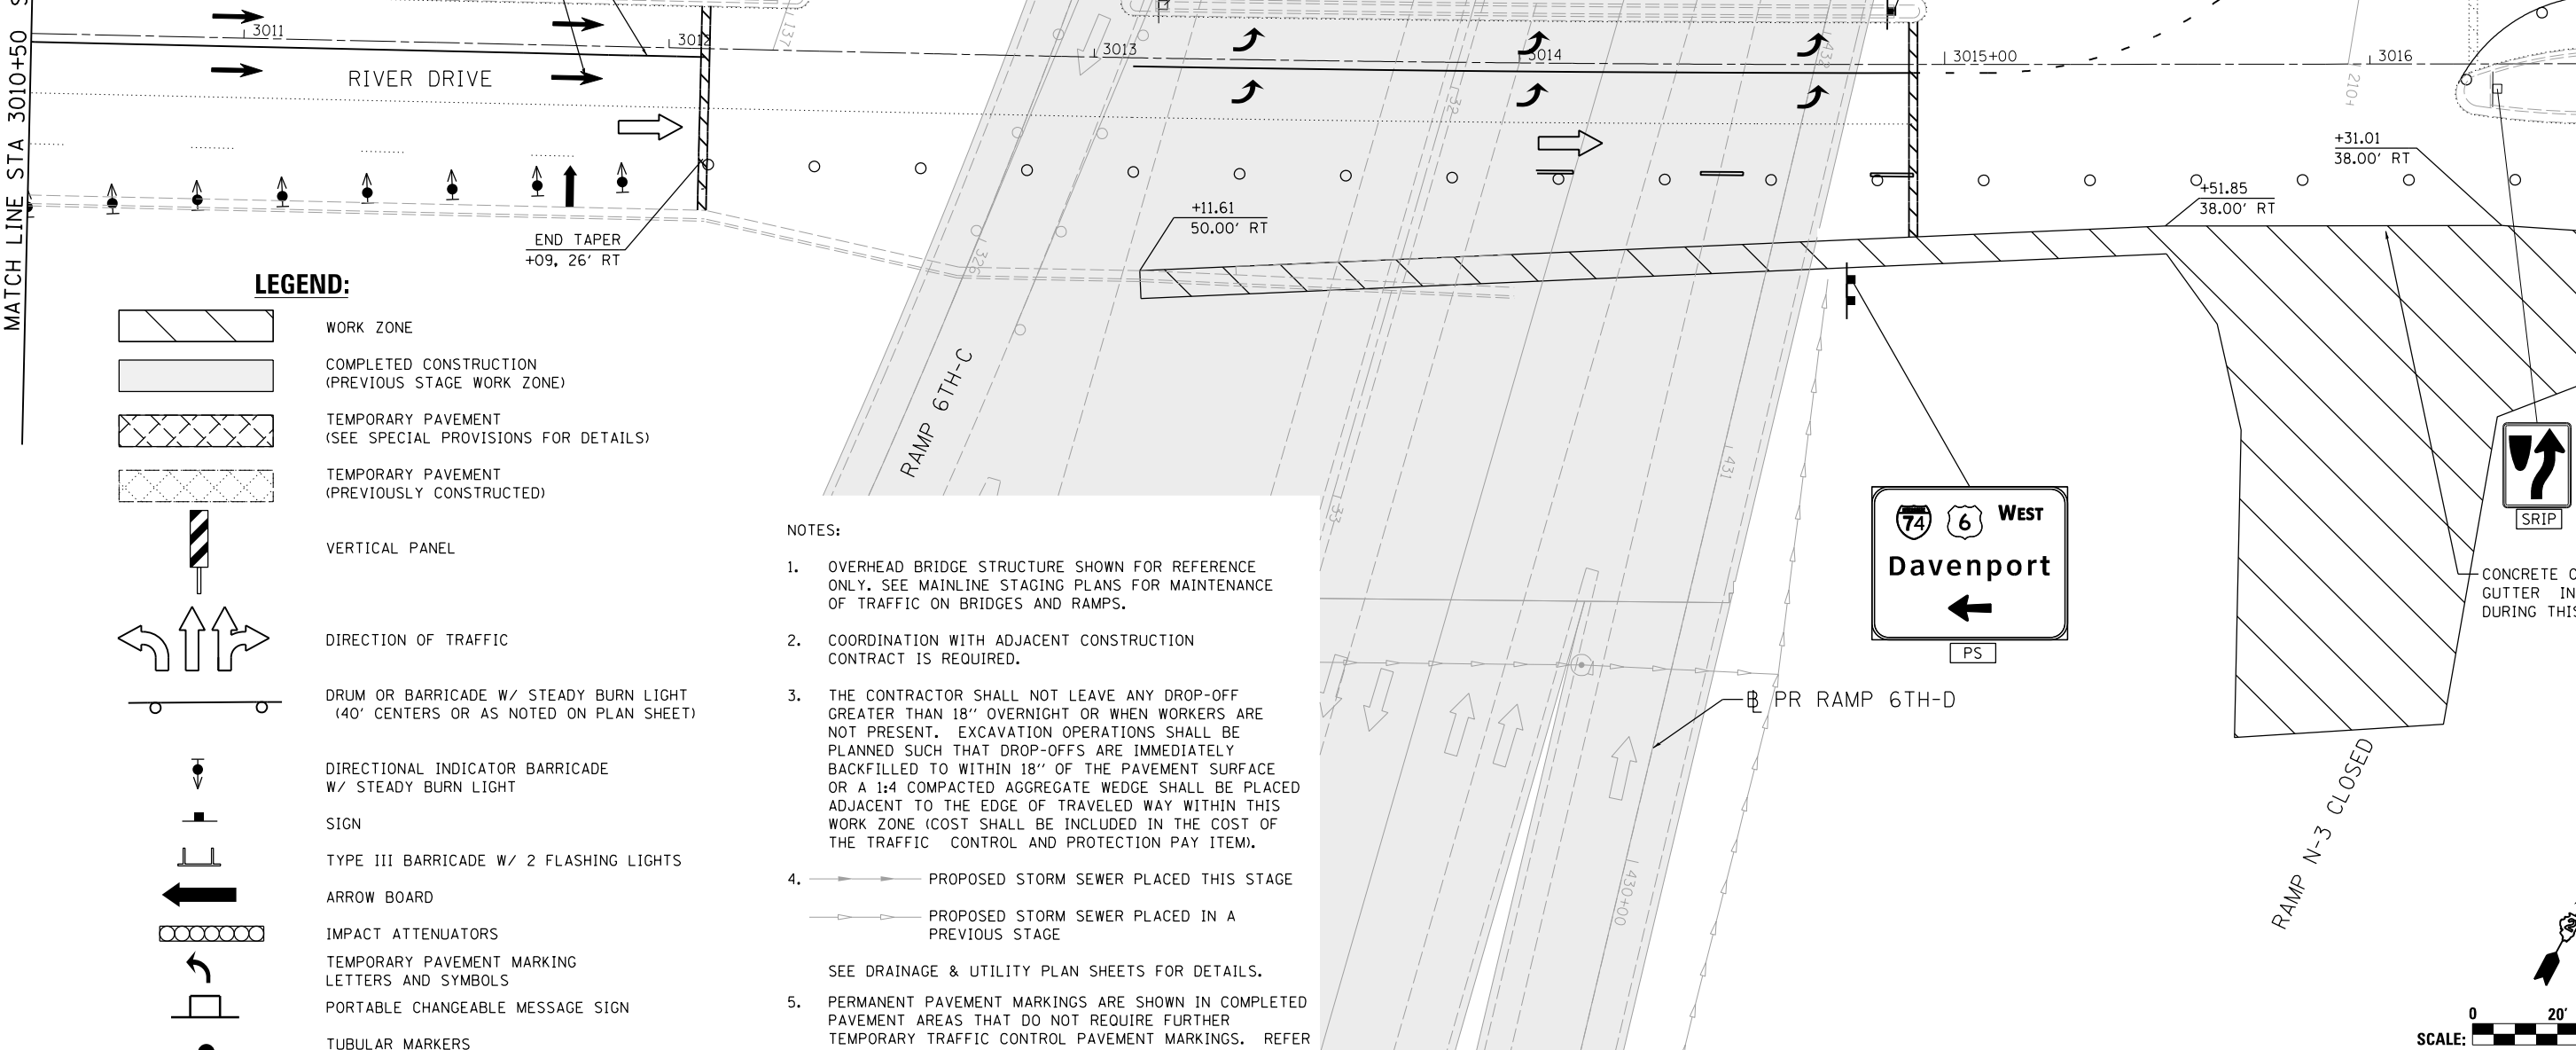 MATCH LINE STA 3010+50
3011
3012
137
3013
3014
432
3015+00
3016
210+
RIVER DRIVE
132
+31.01
38.00' RT
+51.85
38.00' RT
+11.61
50.00' RT
END TAPER
+09, 26' RT
326
RAMP 6TH-C
431
133
430+00
LEGEND:
WORK ZONE
COMPLETED CONSTRUCTION
(PREVIOUS STAGE WORK ZONE)
TEMPORARY PAVEMENT
(SEE SPECIAL PROVISIONS FOR DETAILS)
TEMPORARY PAVEMENT
(PREVIOUSLY CONSTRUCTED)
VERTICAL PANEL
DIRECTION OF TRAFFIC
DRUM OR BARRICADE W/ STEADY BURN LIGHT
(40' CENTERS OR AS NOTED ON PLAN SHEET)
DIRECTIONAL INDICATOR BARRICADE
W/ STEADY BURN LIGHT
SIGN
TYPE III BARRICADE W/ 2 FLASHING LIGHTS
ARROW BOARD
IMPACT ATTENUATORS
TEMPORARY PAVEMENT MARKING
LETTERS AND SYMBOLS
PORTABLE CHANGEABLE MESSAGE SIGN
TUBULAR MARKERS
NOTES:
1. OVERHEAD BRIDGE STRUCTURE SHOWN FOR REFERENCE
ONLY. SEE MAINLINE STAGING PLANS FOR MAINTENANCE
OF TRAFFIC ON BRIDGES AND RAMPS.
2. COORDINATION WITH ADJACENT CONSTRUCTION
CONTRACT IS REQUIRED.
3. THE CONTRACTOR SHALL NOT LEAVE ANY DROP-OFF
GREATER THAN 18'' OVERNIGHT OR WHEN WORKERS ARE
NOT PRESENT. EXCAVATION OPERATIONS SHALL BE
PLANNED SUCH THAT DROP-OFFS ARE IMMEDIATELY
BACKFILLED TO WITHIN 18'' OF THE PAVEMENT SURFACE
OR A 1:4 COMPACTED AGGREGATE WEDGE SHALL BE PLACED
ADJACENT TO THE EDGE OF TRAVELED WAY WITHIN THIS
WORK ZONE (COST SHALL BE INCLUDED IN THE COST OF
THE TRAFFIC CONTROL AND PROTECTION PAY ITEM).
4. PROPOSED STORM SEWER PLACED THIS STAGE
PROPOSED STORM SEWER PLACED IN A
PREVIOUS STAGE
SEE DRAINAGE & UTILITY PLAN SHEETS FOR DETAILS.
5. PERMANENT PAVEMENT MARKINGS ARE SHOWN IN COMPLETED
PAVEMENT AREAS THAT DO NOT REQUIRE FURTHER
TEMPORARY TRAFFIC CONTROL PAVEMENT MARKINGS. REFER
74 6 WEST
Davenport
PS
SRIP
CONCRETE
GUTTER
DURING
PR RAMP 6TH-D
RAMP N-3 CLOSED
0 20'
SCALE: